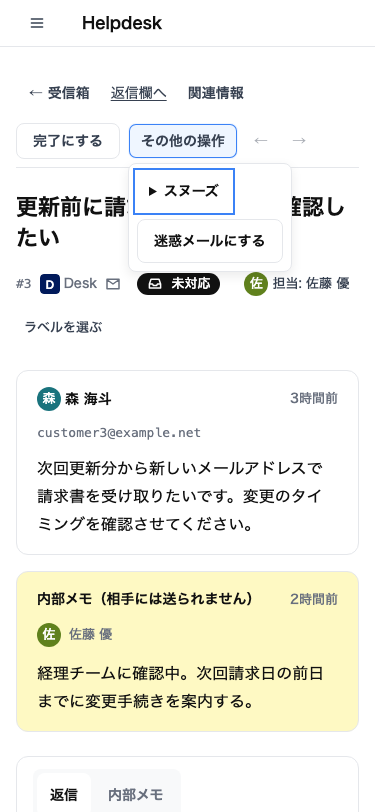 Helpdesk
← 受信箱 返信欄へ 関連情報
完了にする その他の操作 ← →
▶ スヌーズ
迷惑メールにする
更新前に請 確認し
たい
#3 D Desk 未対応 佐 担当: 佐藤 優
ラベルを選ぶ
森 森 海斗 3時間前
customer3@example.net
次回更新分から新しいメールアドレスで
請求書を受け取りたいです。変更のタイ
ミングを確認させてください。
内部メモ（相手には送られません） 2時間前
佐 佐藤 優
経理チームに確認中。次回請求日の前日
までに変更手続きを案内する。
返信 内部メモ